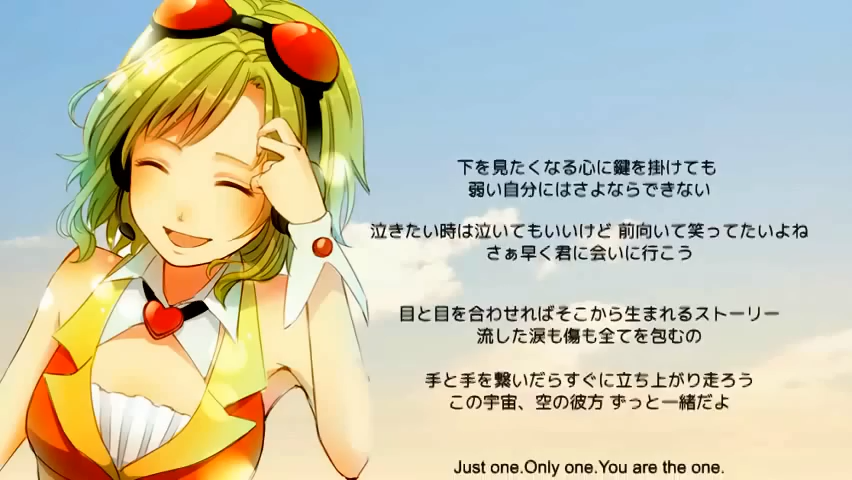 下を見たくなる心に鍵を掛けても
弱い自分にはさよならできない
泣きたい時は泣いてもいいけど 前向いて笑ってたいよね
さぁ早く君に会いに行こう
目と目を合わせればそこから生まれるストーリー
流した涙も傷も全てを包むの
手と手を繋いだらすぐに立ち上がり走ろう
この宇宙、空の彼方 ずっと一緒だよ
Just one.Only one.You are the one.